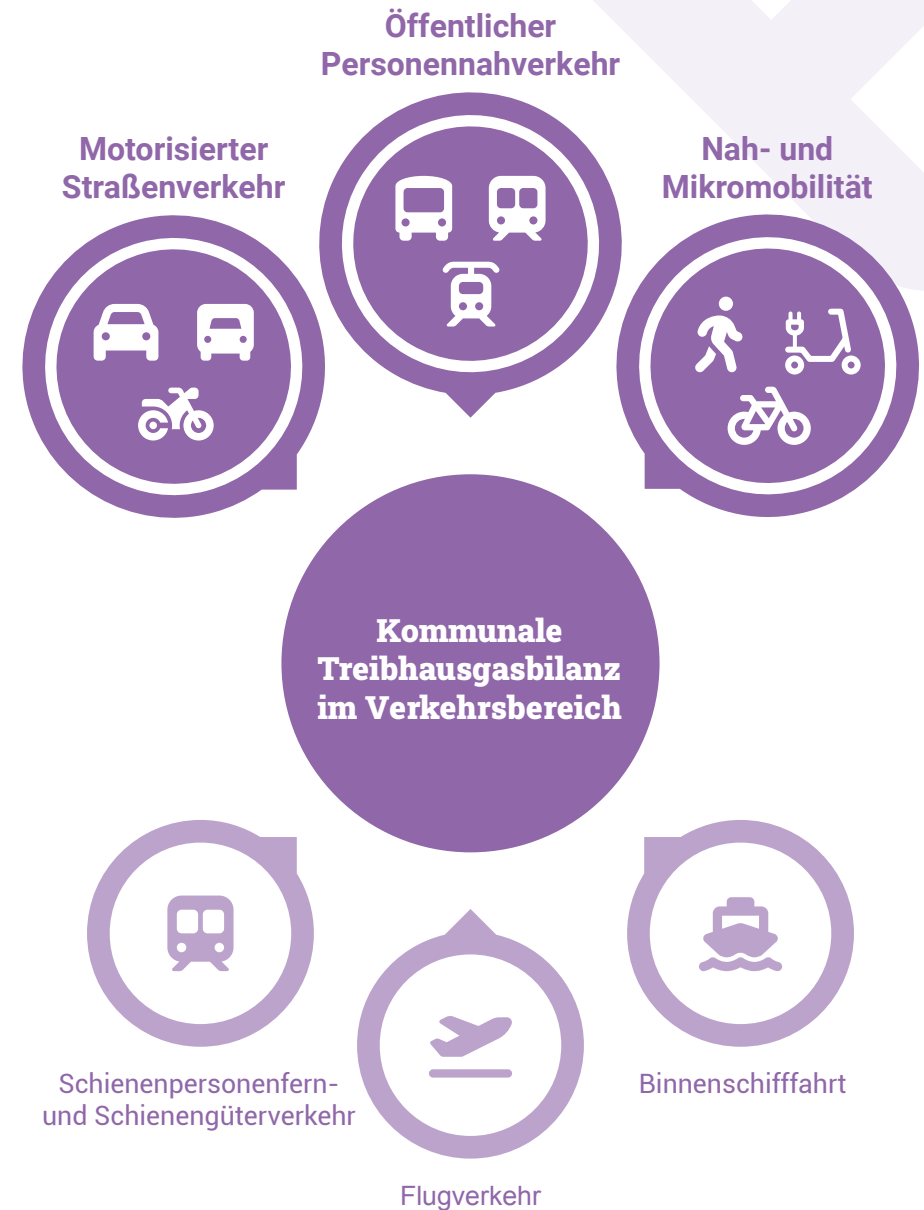 Öffentlicher
Personennahverkehr
Motorisierter
Straßenverkehr
Nah- und
Mikromobilität
Kommunale
Treibhausgasbilanz
im Verkehrsbereich
Schienenpersonenfern-
und Schienengüterverkehr
Binnenschifffahrt
Flugverkehr